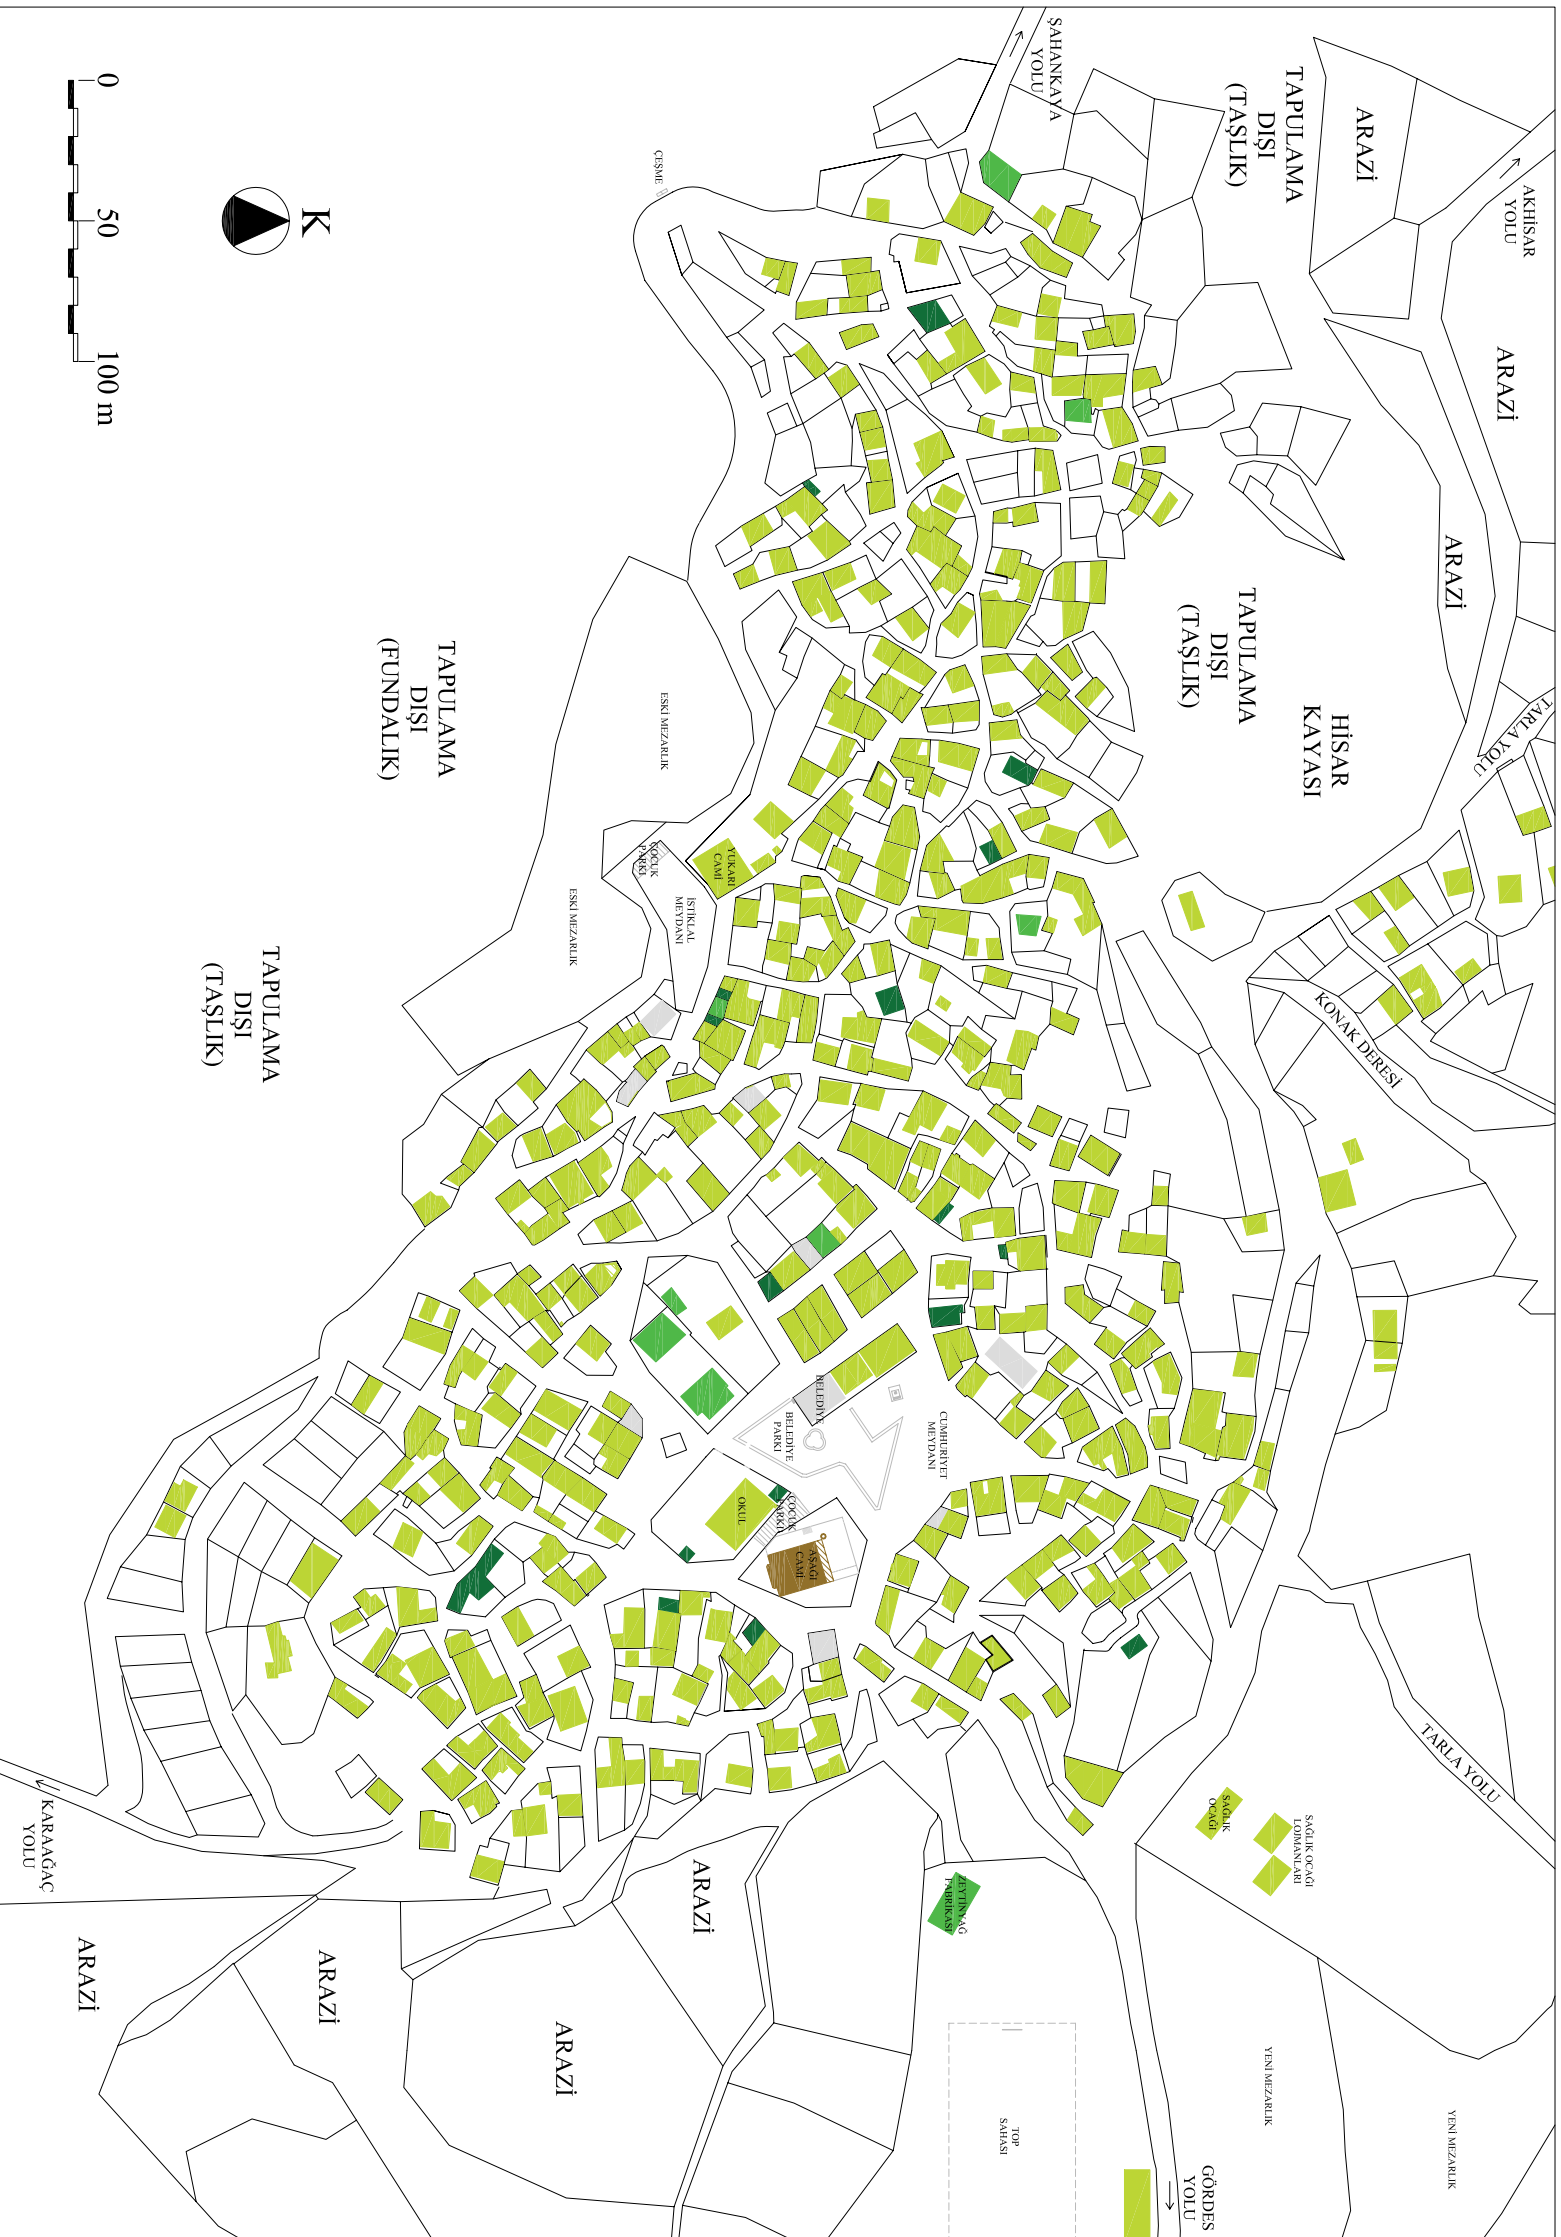 ŞAHANKAYA
YOLU
AKHİSAR
YOLU
TAPULAMA
DIŞI
(TAŞLIK)
ARAZİ
ARAZİ
ARAZİ
TARLA YOLU
HİSAR
KAYASI
TAPULAMA
DIŞI
(TAŞLIK)
ÇEŞME
K
0
50
100 m
TAPULAMA
DIŞI
(FUNDALIK)
ESKİ MEZARLIK
ÇOCUK
PARKI
YUKARI
CAMİ
İSTİKLAL
MEYDANI
ESKİ MEZARLIK
TAPULAMA
DIŞI
(TAŞLIK)
KONAK DERESİ
BELEDİYE
BELEDİYE
PARKI
CUMHURİYET
MEYDANI
OKUL
ÇOCUK
PARKI
AŞAĞI
CAMİ
TARLA YOLU
SAĞLIK
OCAĞI
SAĞLIK OCAĞI
LOJMANLARI
ZEYTİNYAĞ
FABRİKASI
KARAAĞAÇ
YOLU
ARAZİ
ARAZİ
ARAZİ
ARAZİ
TOP
SAHASI
YENİ MEZARLIK
YENİ MEZARLIK
GÖRDES
YOLU